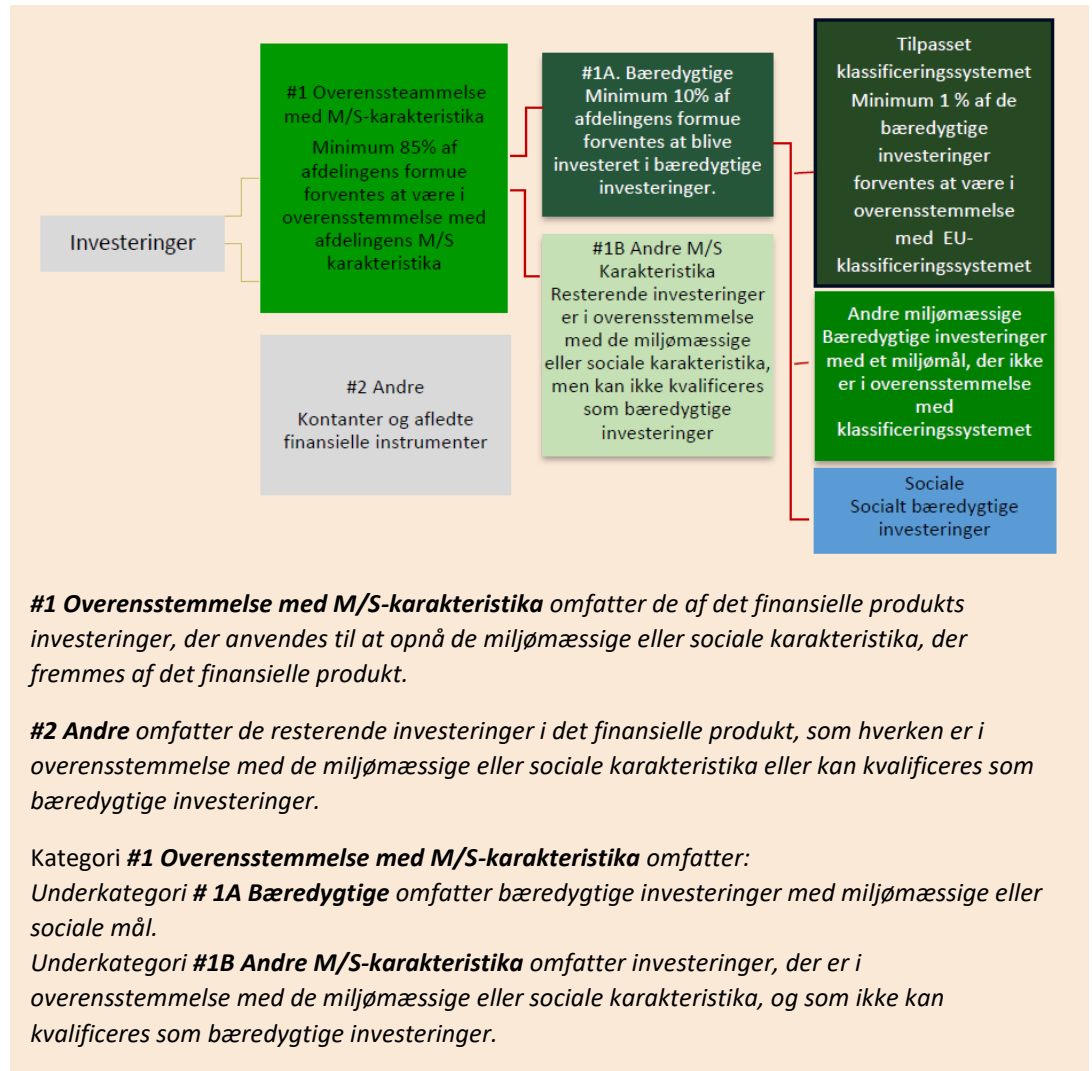 Investeringer
#1 Overenssteammelse
med M/S-karakteristika
Minimum 85% af
afdelingens formue
forventes at være i
overensstemmelse med
afdelingens M/S
karakteristika
#2 Andre
Kontanter og afledte
finansielle instrumenter
#1A. Bæredygtige
Minimum 10% af
afdelingens formue
forventes at blive
investeret i bæredygtige
investeringer.
#1B Andre M/S
Karakteristika
Resterende investeringer
er i overensstemmelse
med de miljømæssige
eller sociale karakteristika,
men kan ikke kvalificeres
som bæredygtige
investeringer
Tilpasset
klassificeringssystemet
Minimum 1 % af de
bæredygtige
investeringer
forventes at være i
overensstemmelse
med EU-
klassificeringssystemet
Andre miljømæssige
Bæredygtige investeringer
med et miljømål, der ikke
er i overensstemmelse
med
klassificeringssystemet
Sociale
Socialt bæredygtige
investeringer
#1 Overensstemmelse med M/S-karakteristika omfatter de af det finansielle produkts
investeringer, der anvendes til at opnå de miljømæssige eller sociale karakteristika, der
fremmes af det finansielle produkt.
#2 Andre omfatter de resterende investeringer i det finansielle produkt, som hverken er i
overensstemmelse med de miljømæssige eller sociale karakteristika eller kan kvalificeres som
bæredygtige investeringer.
Kategori #1 Overensstemmelse med M/S-karakteristika omfatter:
Underkategori # 1A Bæredygtige omfatter bæredygtige investeringer med miljømæssige eller
sociale mål.
Underkategori #1B Andre M/S-karakteristika omfatter investeringer, der er i
overensstemmelse med de miljømæssige eller sociale karakteristika, og som ikke kan
kvalificeres som bæredygtige investeringer.